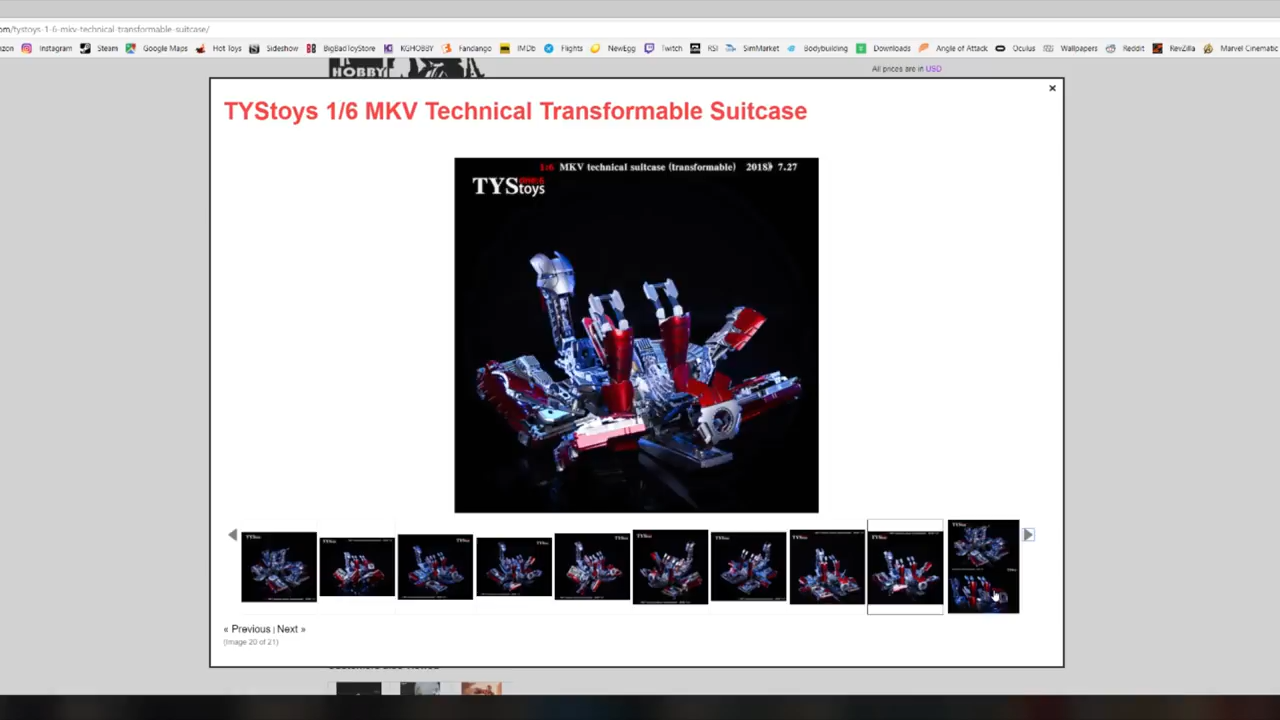 om/tystoys-1-6-mkv-technical-transformable-suitcase/
zon Instagram Steam Google Maps Hot Toys Sideshow BigBadToyStore KGHOBBY Fandango IMDb Flights NewEgg Twitch RSI SimMarket Bodybuilding Downloads Angle of Attack Oculus Wallpapers Reddit RevZilla Marvel Cinematic
HOBBY
All prices are in USD
TYStoys 1/6 MKV Technical Transformable Suitcase
1:6 MKV technical suitcase (transformable) 2018 7.27
TYStoys
« Previous | Next »
(Image 20 of 21)